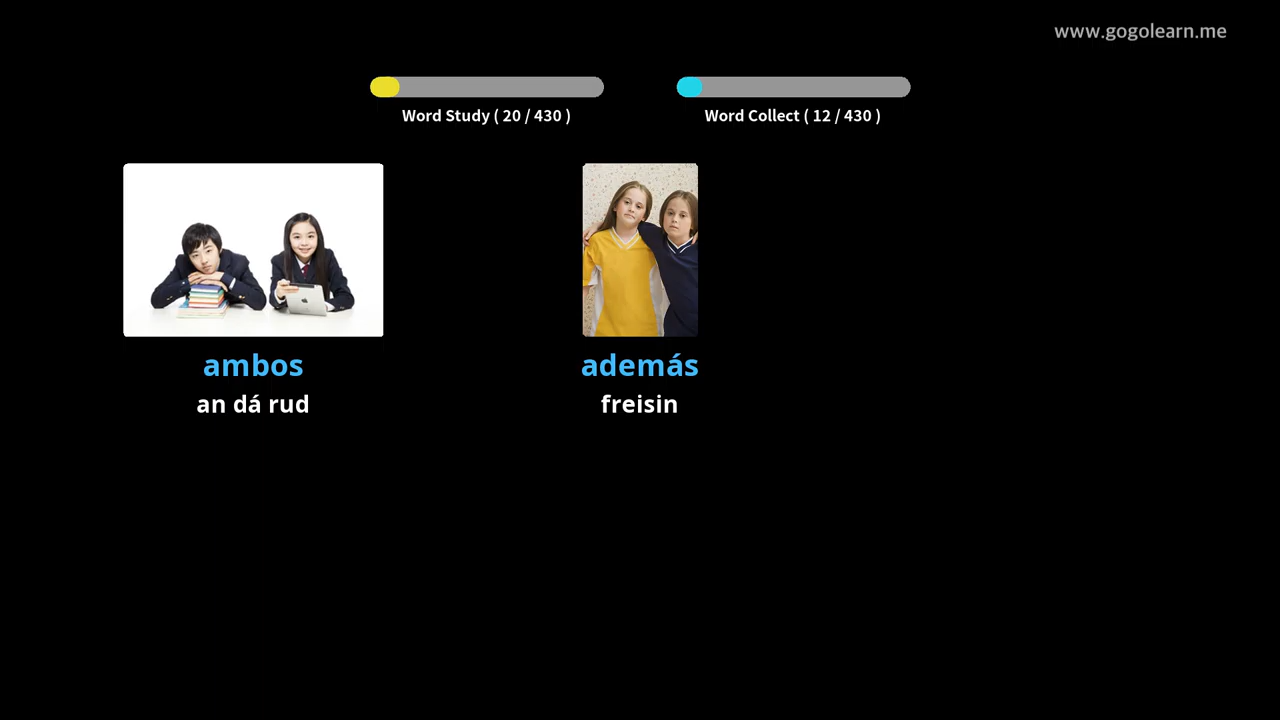 www.gogolearn.me
Word Study ( 20 / 430 )
Word Collect ( 12 / 430 )
ambos
an dá rud
además
freisin